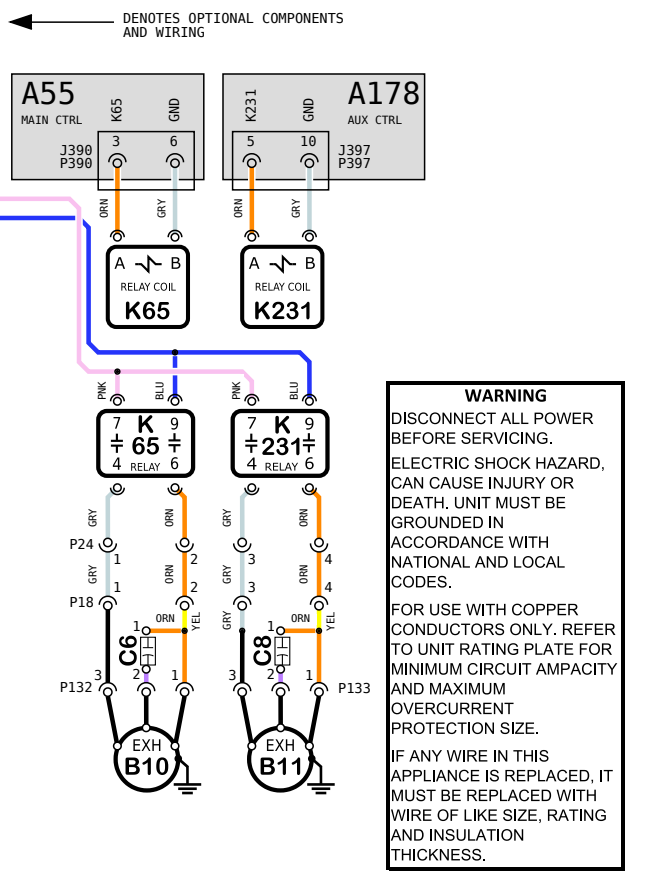 DENOTES OPTIONAL COMPONENTS
AND WIRING
A55
MAIN CTRL
K65
GND
3
6
J390
P390
K231
GND
A178
AUX CTRL
5
10
J397
P397
ORN
GRY
ORN
GRY
A B
RELAY COIL
K65
A B
RELAY COIL
K231
PNK
BLU
PNK
BLU
7 K 9
65
4 RELAY 6
7 K 9
231
4 RELAY 6
GRY
ORN
GRY
ORN
P24
1
2
3
4
GRY
ORN
GRY
ORN
1
2
3
4
P18
ORN
YEL
GRY
ORN
YEL
1
C6
2
1
C8
2
P132
3
1
3
1
P133
EXH
B10
EXH
B11
WARNING
DISCONNECT ALL POWER
BEFORE SERVICING.
ELECTRIC SHOCK HAZARD,
CAN CAUSE INJURY OR
DEATH. UNIT MUST BE
GROUNDED IN
ACCORDANCE WITH
NATIONAL AND LOCAL
CODES.
FOR USE WITH COPPER
CONDUCTORS ONLY. REFER
TO UNIT RATING PLATE FOR
MINIMUM CIRCUIT AMPACITY
AND MAXIMUM
OVERCURRENT
PROTECTION SIZE.
IF ANY WIRE IN THIS
APPLIANCE IS REPLACED, IT
MUST BE REPLACED WITH
WIRE OF LIKE SIZE, RATING
AND INSULATION
THICKNESS.